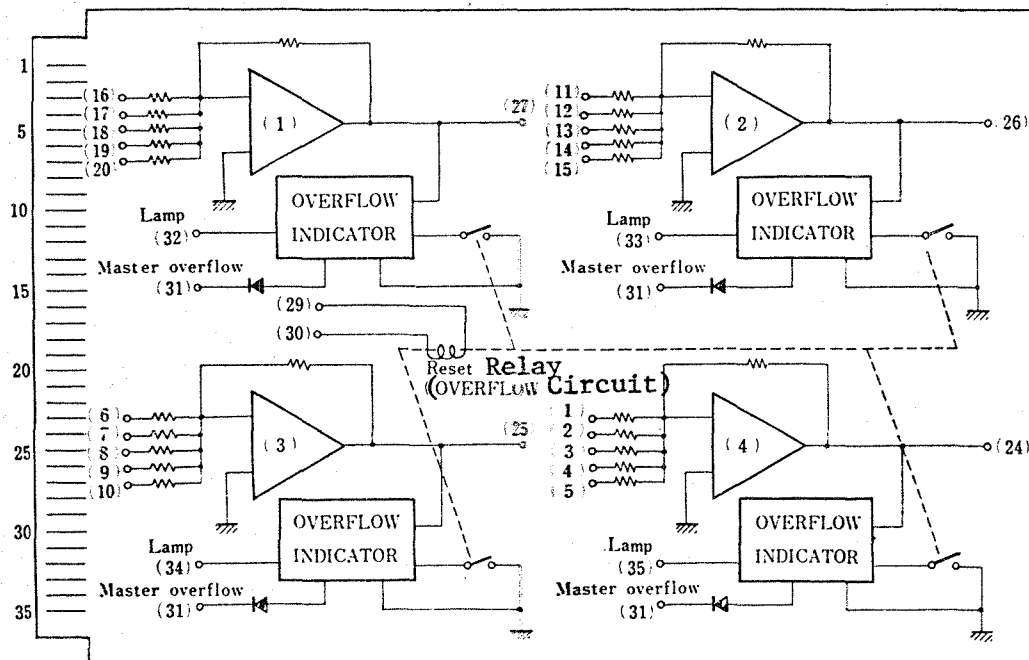 1
5
10
15
20
25
30
35
(16)
(17)
(18)
(19)
(20)
(1)
(27)
Lamp
(32)
OVERFLOW
INDICATOR
Master overflow
(31)
(29)
(30)
(11)
(12)
(13)
(14)
(15)
(2)
(26)
Lamp
(33)
OVERFLOW
INDICATOR
Master overflow
(31)
Reset Relay
(OVERFLOW Circuit)
(6)
(7)
(8)
(9)
(10)
(3)
(25)
Lamp
(34)
OVERFLOW
INDICATOR
Master overflow
(31)
(1)
(2)
(3)
(4)
(5)
(4)
(24)
Lamp
(35)
OVERFLOW
INDICATOR
Master overflow
(31)